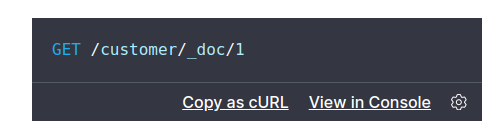 GET /customer/_doc/1
Copy as cURL View in Console